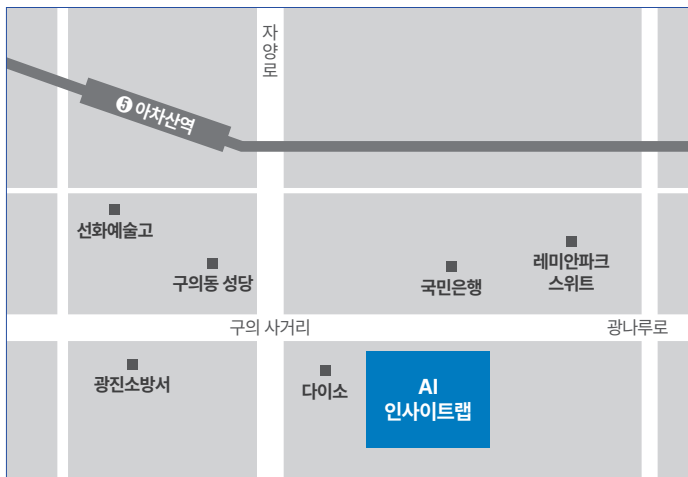 자양로
❺ 아차산역
선화예술고
구의동 성당
국민은행
레미안파크
스위트
구의 사거리
광나루로
광진소방서
다이소
AI
인사이트랩